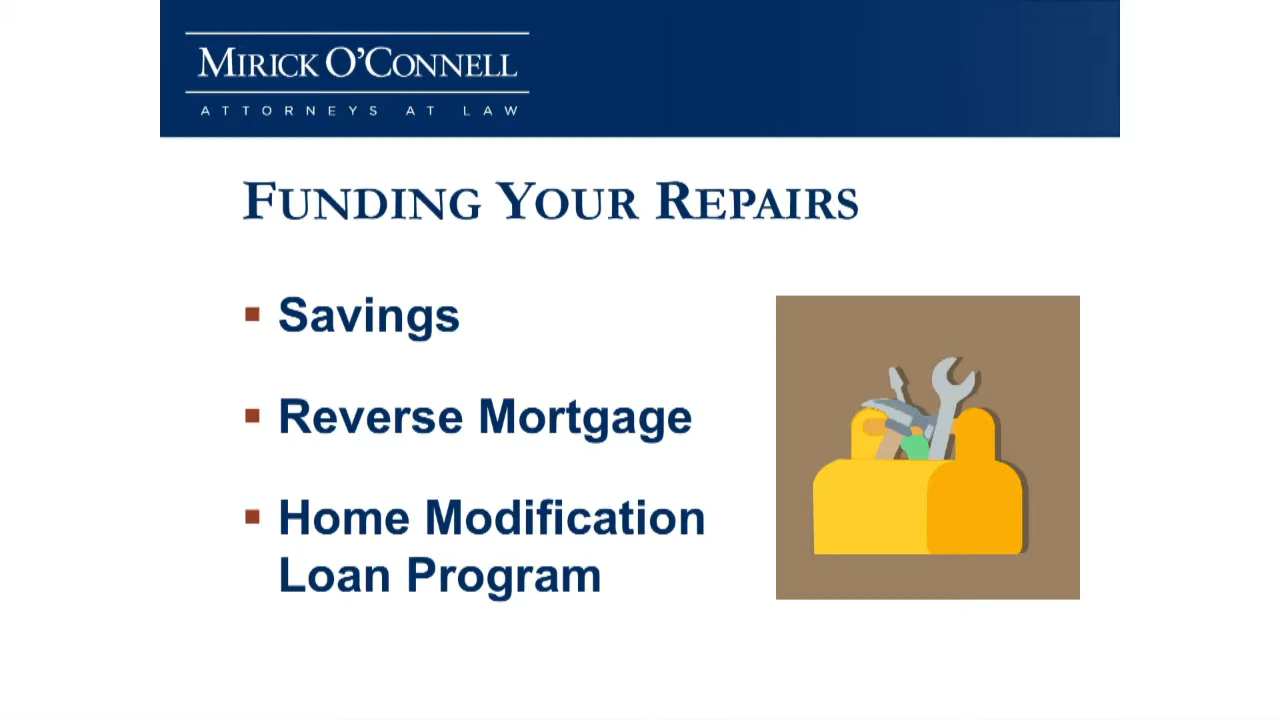 MIRICK O'CONNELL
ATTORNEYS AT LAW
FUNDING YOUR REPAIRS
▪ Savings
▪ Reverse Mortgage
▪ Home Modification
Loan Program